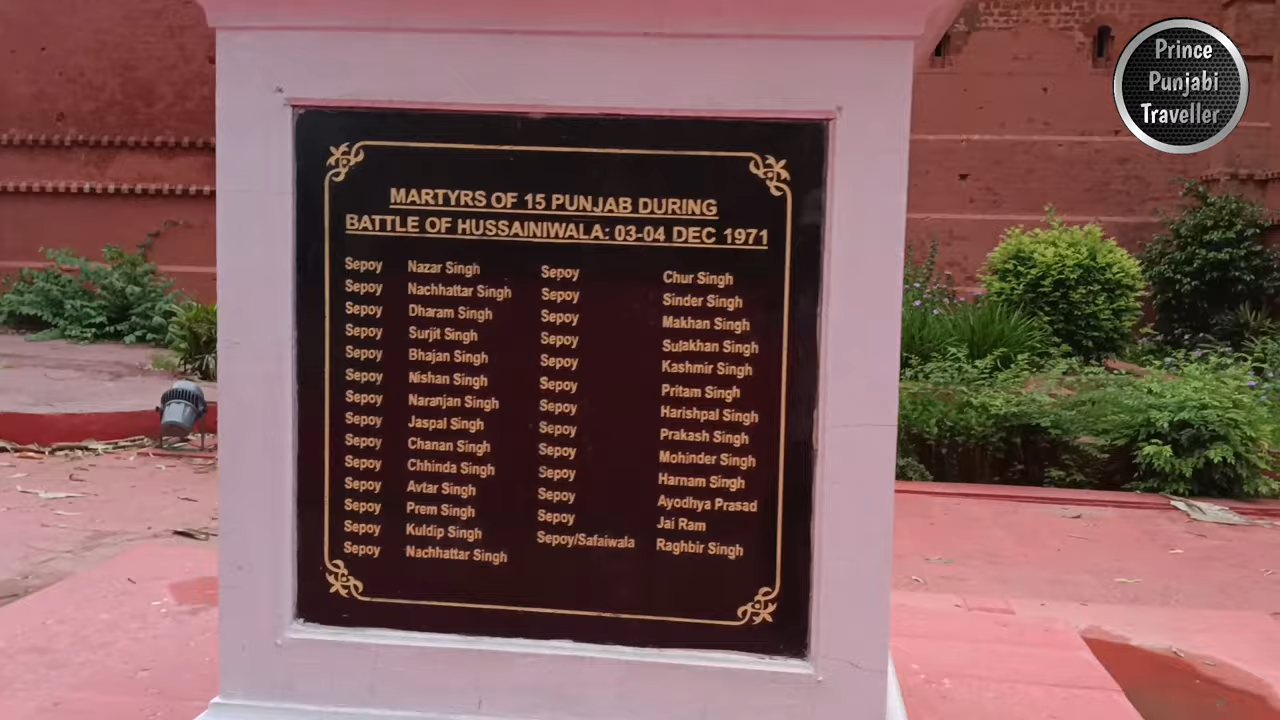 Prince
Punjabi
Traveller
MARTYRS OF 15 PUNJAB DURING
BATTLE OF HUSSAINIWALA: 03-04 DEC 1971
Sepoy Nazar Singh Sepoy Chur Singh
Sepoy Nachhattar Singh Sepoy Sinder Singh
Sepoy Dharam Singh Sepoy Makhan Singh
Sepoy Surjit Singh Sepoy Sulakhan Singh
Sepoy Bhajan Singh Sepoy Kashmir Singh
Sepoy Nishan Singh Sepoy Pritam Singh
Sepoy Naranjan Singh Sepoy Harishpal Singh
Sepoy Jaspal Singh Sepoy Prakash Singh
Sepoy Chanan Singh Sepoy Mohinder Singh
Sepoy Chhinda Singh Sepoy Harnam Singh
Sepoy Avtar Singh Sepoy Ayodhya Prasad
Sepoy Prem Singh Sepoy Jai Ram
Sepoy Kuldip Singh Sepoy/Safaiwala Raghbir Singh
Sepoy Nachhattar Singh